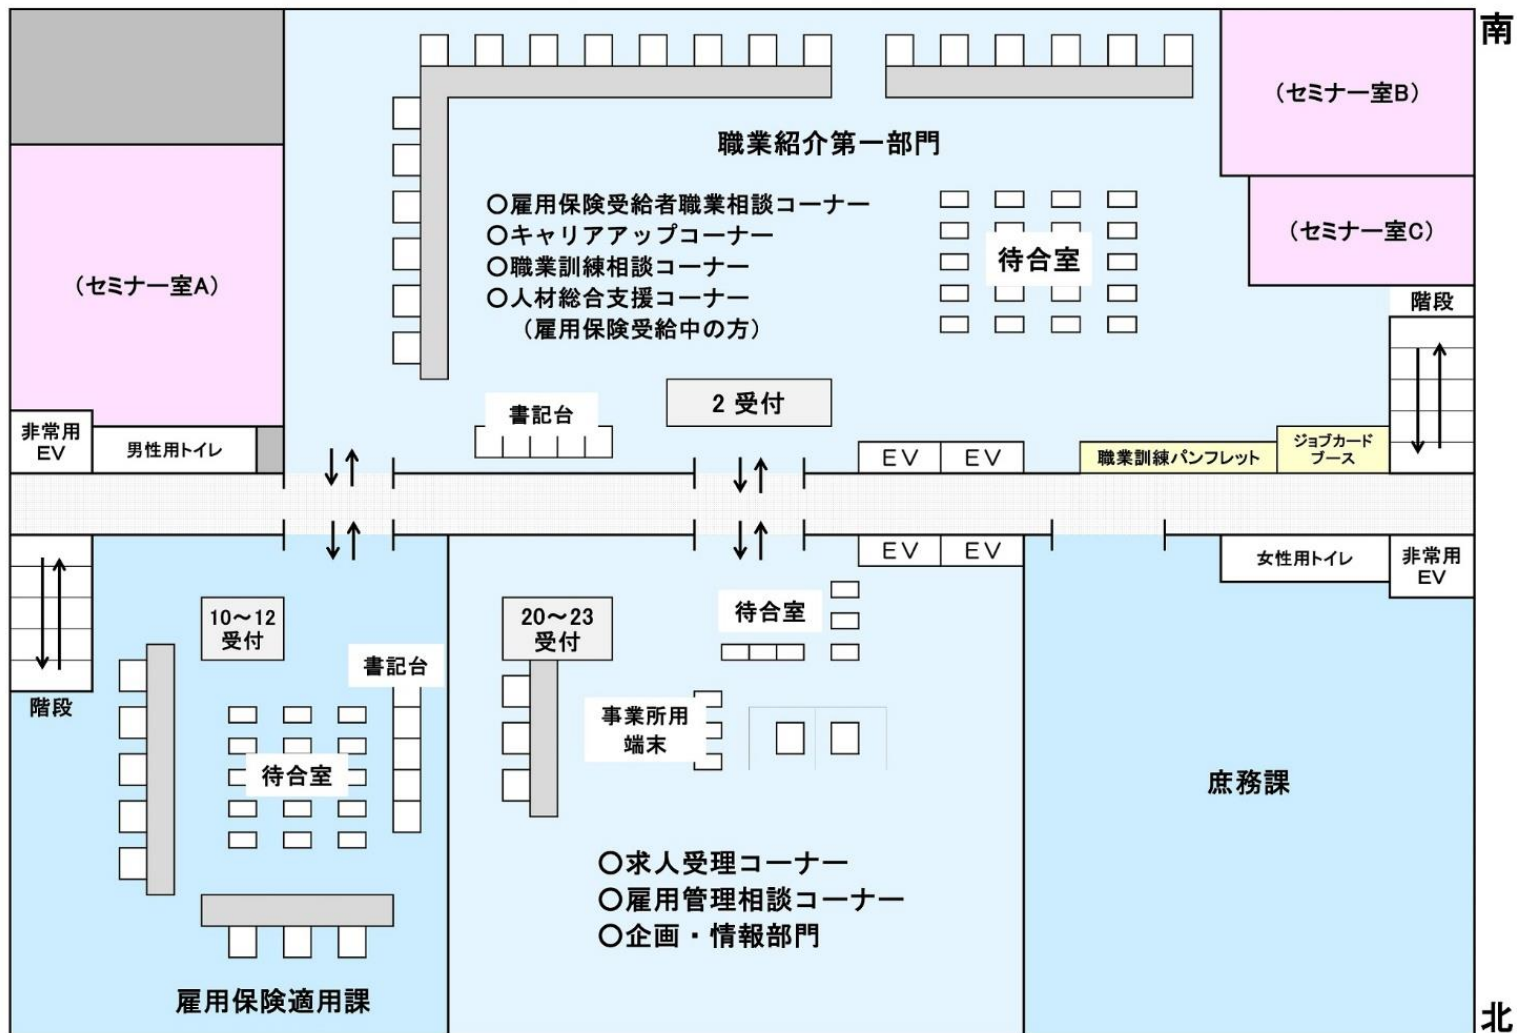 南
(セミナー室B)
職業紹介第一部門
○雇用保険受給者職業相談コーナー
○キャリアアップコーナー
○職業訓練相談コーナー
○人材総合支援コーナー
(雇用保険受給中の方)
待合室
(セミナー室C)
(セミナー室A)
階段
2 受付
書記台
非常用
EV
男性用トイレ
EV
EV
職業訓練パンフレット
ジョブカード
ブース
EV
EV
女性用トイレ
非常用
EV
10~12
受付
20~23
受付
待合室
書記台
階段
事業所用
端末
待合室
庶務課
○求人受理コーナー
○雇用管理相談コーナー
○企画・情報部門
雇用保険適用課
北